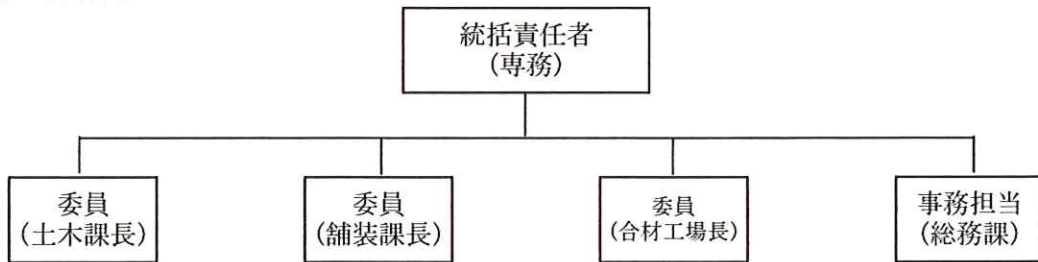 統括責任者
(専務)
委員
(土木課長)
委員
(舗装課長)
委員
(合材工場長)
事務担当
(総務課)